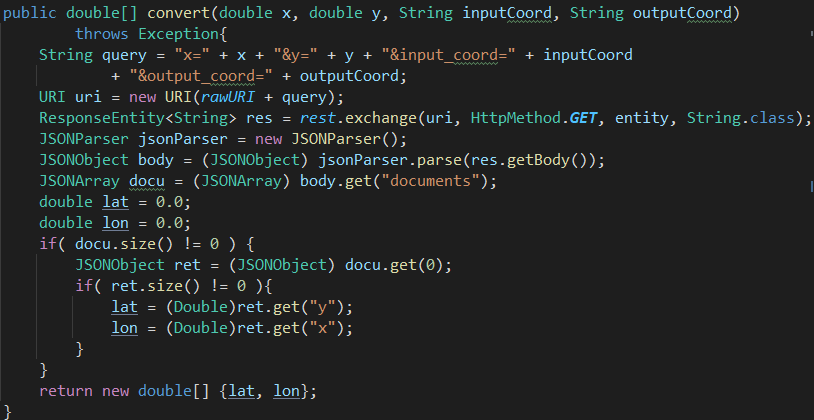 public double[] convert(double x, double y, String inputCoord, String outputCoord)
        throws Exception{
    String query = "x=" + x + "&y=" + y + "&input_coord=" + inputCoord
            + "&output_coord=" + outputCoord;
    URI uri = new URI(rawURI + query);
    ResponseEntity<String> res = rest.exchange(uri, HttpMethod.GET, entity, String.class);
    JSONParser jsonParser = new JSONParser();
    JSONObject body = (JSONObject) jsonParser.parse(res.getBody());
    JSONArray docu = (JSONArray) body.get("documents");
    double lat = 0.0;
    double lon = 0.0;
    if( docu.size() != 0 ) {
        JSONObject ret = (JSONObject) docu.get(0);
        if( ret.size() != 0 ){
            lat = (Double)ret.get("y");
            lon = (Double)ret.get("x");
        }
    }
    return new double[] {lat, lon};
}